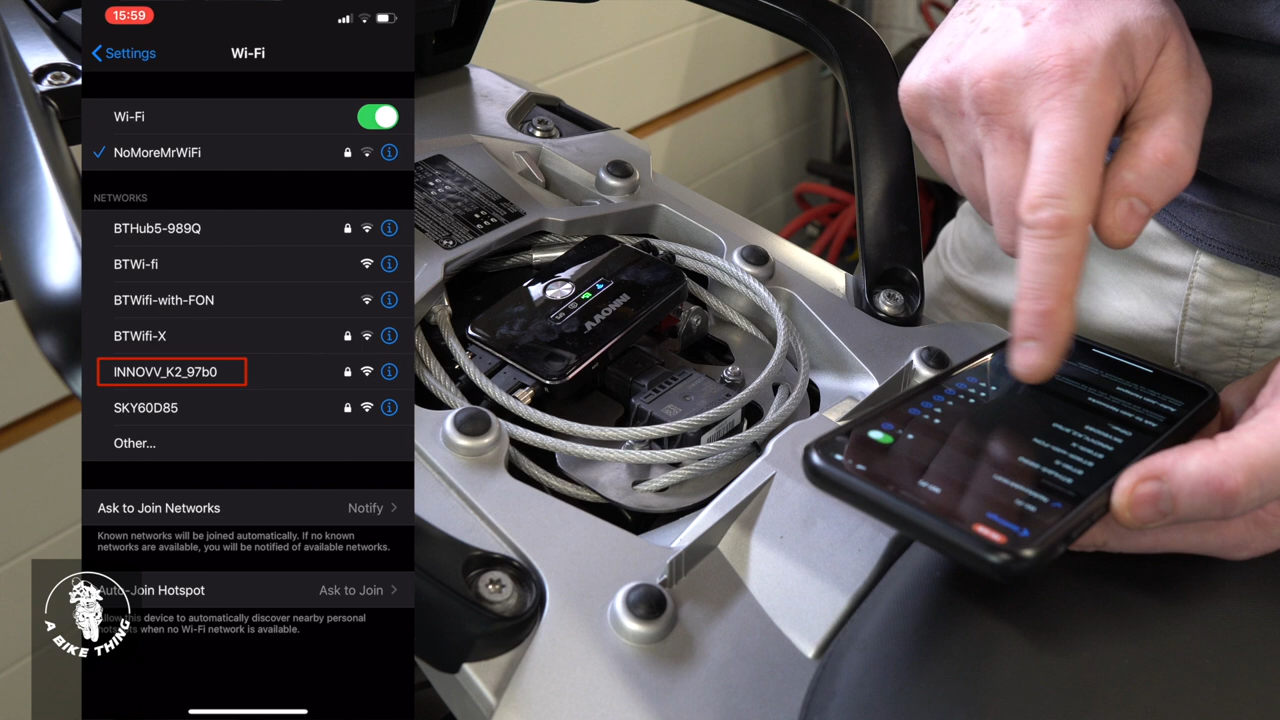 15:59
Settings
Wi-Fi
Wi-Fi
NoMoreMrWiFi
NETWORKS
BTHub5-989Q
BTWi-fi
BTWifi-with-FON
BTWifi-X
INNOVV_K2_97b0
SKY60D85
Other...
Ask to Join Networks Notify
Known networks will be joined automatically. If no known
networks are available, you will be notified of available networks.
Auto-Join Hotspot Ask to Join
Allow this device to automatically discover nearby personal
hotspots when no Wi-Fi network is available.
A BIKE THING
INNOVV